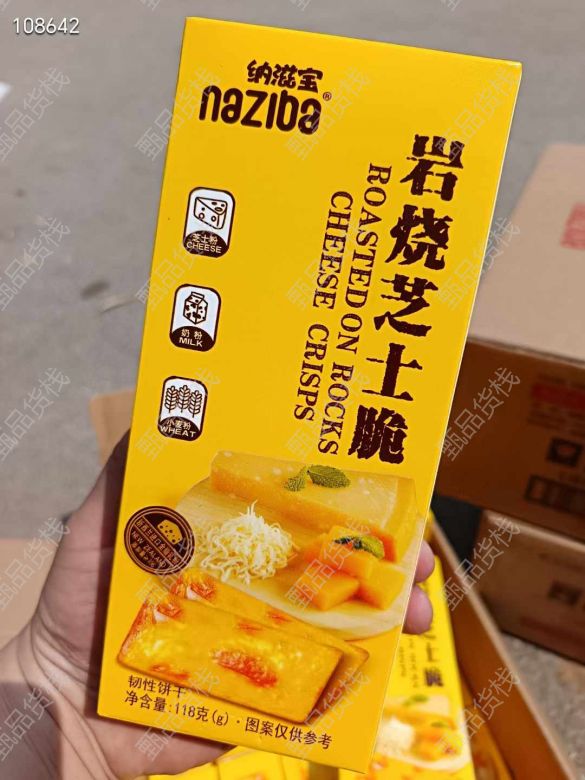 108642
纳滋宝
naziba®
岩烧芝士脆
ROASTED ON ROCKS
CHEESE CRISPS
芝士粉
CHEESE
奶粉
MILK
小麦粉
WHEAT
NEW ZEALAND
韧性饼干
净含量:118克(g)·图案仅供参考
甄品货栈